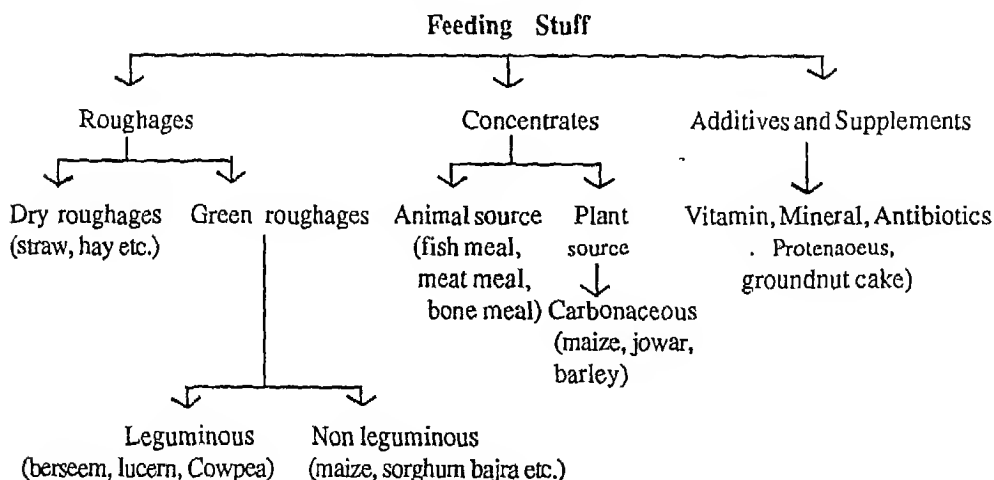 Feeding Stuff
Roughages
Concentrates
Additives and Supplements
Dry roughages
(straw, hay etc.)
Green roughages
Animal source
(fish meal,
meat meal,
bone meal)
Plant
source
Carbonaceous
(maize, jowar,
barley)
Vitamin, Mineral, Antibiotics
. Protenaoeus,
groundnut cake)
Leguminous
(berseem, lucern, Cowpea)
Non leguminous
(maize, sorghum bajra etc.)